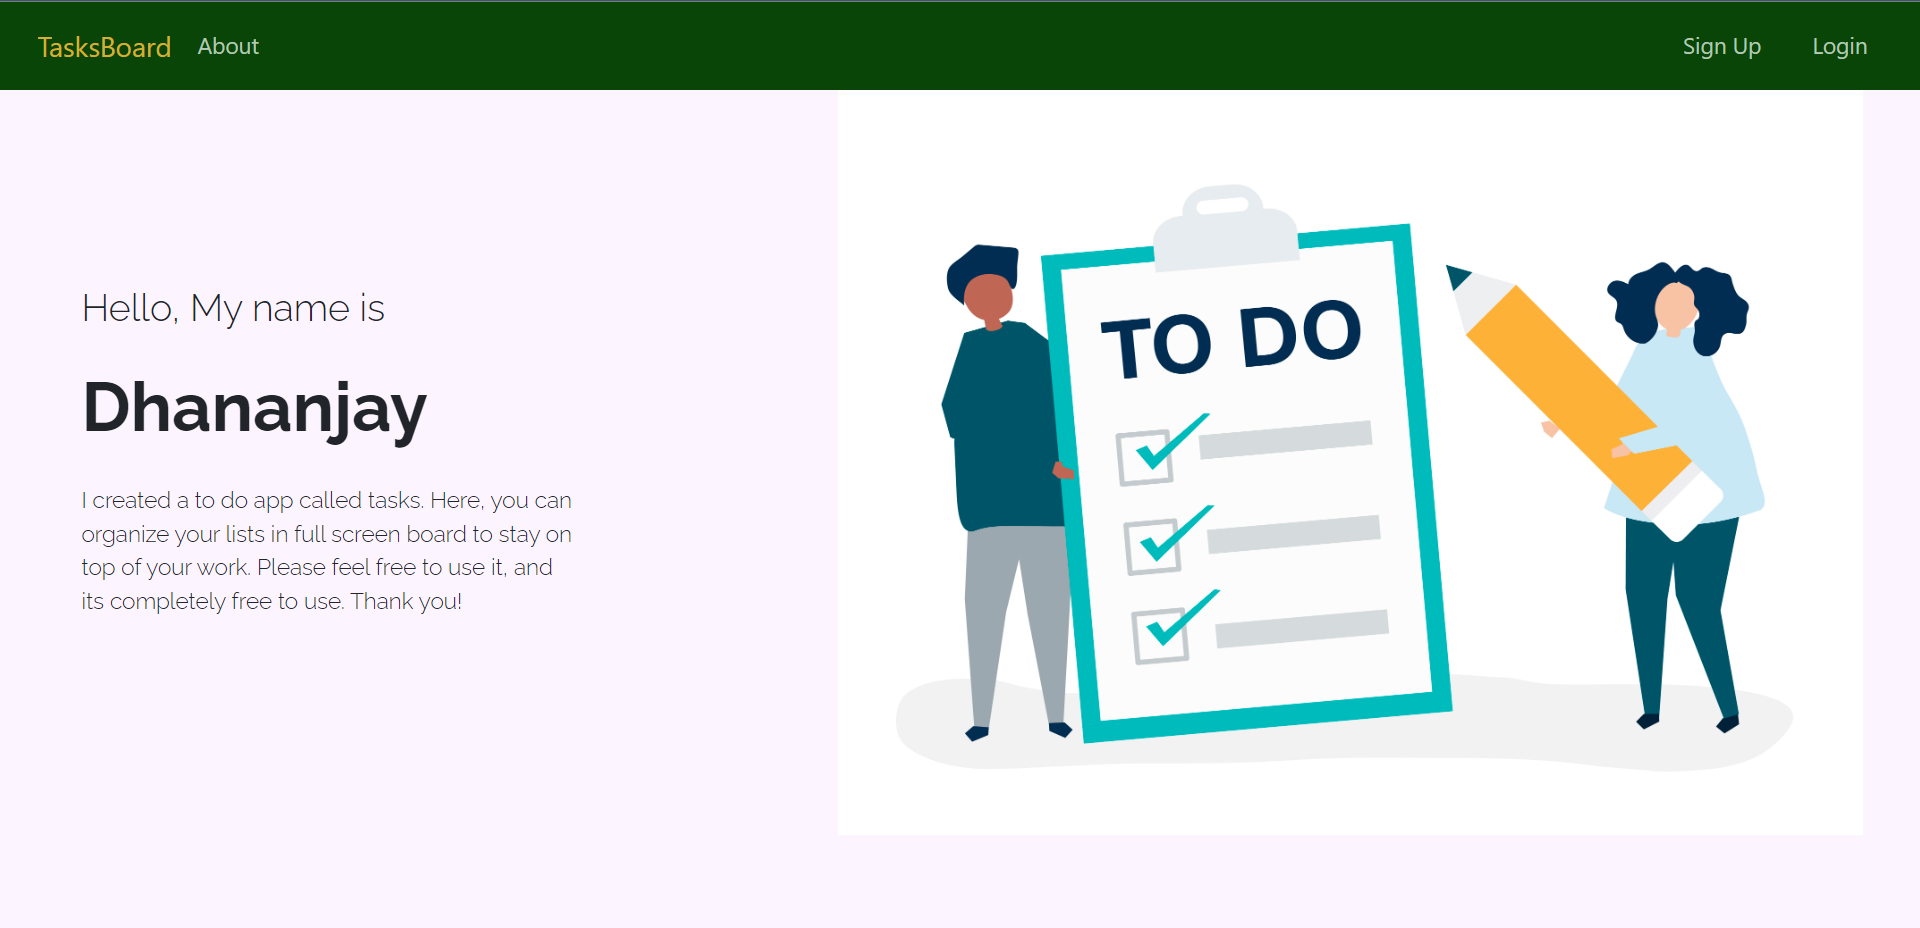 TasksBoard About Sign Up Login
Hello, My name is
Dhananjay
I created a to do app called tasks. Here, you can
organize your lists in full screen board to stay on
top of your work. Please feel free to use it, and
its completely free to use. Thank you!
TO DO